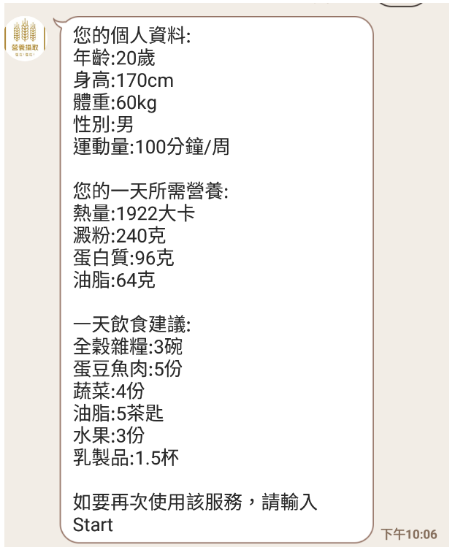 營養攝取
您的個人資料:
年齡:20歲
身高:170cm
體重:60kg
性別:男
運動量:100分鐘/周
您的一天所需營養:
熱量:1922大卡
澱粉:240克
蛋白質:96克
油脂:64克
一天飲食建議:
全穀雜糧:3碗
蛋豆魚肉:5份
蔬菜:4份
油脂:5茶匙
水果:3份
乳製品:1.5杯
如要再次使用該服務，請輸入
Start
下午10:06